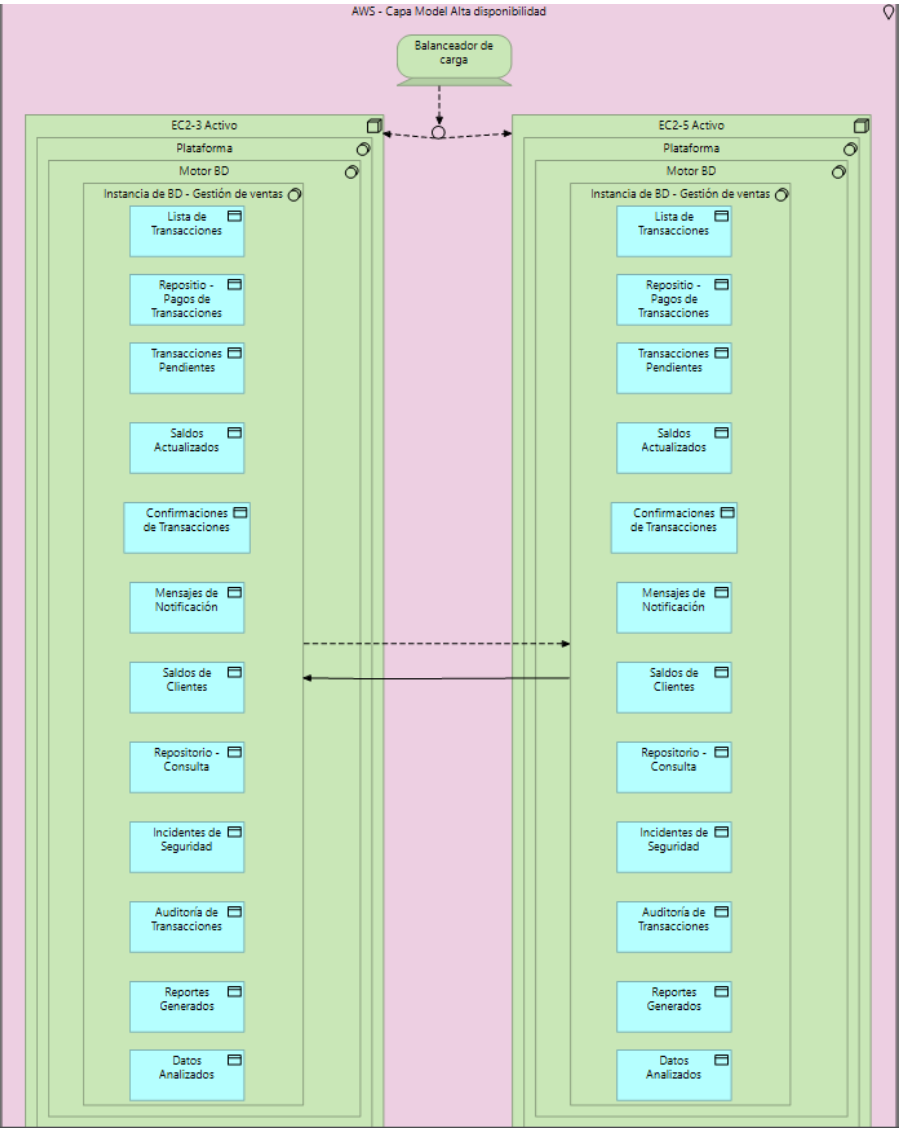 AWS - Capa Model Alta disponibilidad
Balanceador de
carga
EC2-3 Activo
Plataforma
Motor BD
Instancia de BD - Gestión de ventas
Lista de
Transacciones
Repositio -
Pagos de
Transacciones
Transacciones
Pendientes
Saldos
Actualizados
Confirmaciones
de Transacciones
Mensajes de
Notificación
Saldos de
Clientes
Repositorio -
Consulta
Incidentes de
Seguridad
Auditoría de
Transacciones
Reportes
Generados
Datos
Analizados
EC2-5 Activo
Plataforma
Motor BD
Instancia de BD - Gestión de ventas
Lista de
Transacciones
Repositio -
Pagos de
Transacciones
Transacciones
Pendientes
Saldos
Actualizados
Confirmaciones
de Transacciones
Mensajes de
Notificación
Saldos de
Clientes
Repositorio -
Consulta
Incidentes de
Seguridad
Auditoría de
Transacciones
Reportes
Generados
Datos
Analizados